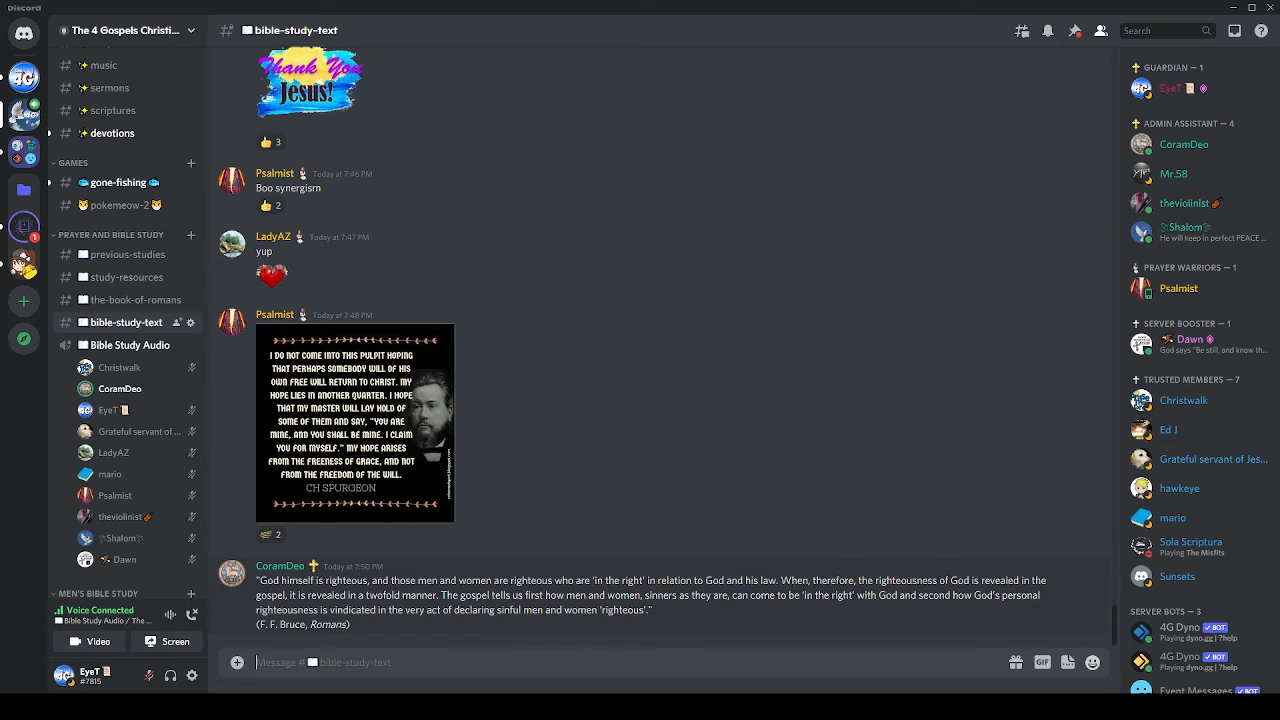 Discord
The 4 Gospels Christi...
music
sermons
scriptures
devotions
GAMES
gone-fishing
pokemeow-2
PRAYER AND BIBLE STUDY
previous-studies
study-resources
the-book-of-romans
bible-study-text
Bible Study Audio
Christwalk
CoramDeo
EyeT
Grateful servant of ...
LadyAZ
mario
Psalmist
theviolinist
Shalom
Dawn
MEN'S BIBLE STUDY
Voice Connected
Bible Study Audio / The ...
Video
Screen
EyeT
#7815
1
bible-study-text
Search
Thank You
Jesus!
3
Psalmist Today at 7:46 PM
Boo synergism
2
LadyAZ Today at 7:47 PM
yup
Psalmist Today at 7:48 PM
I DO NOT COME INTO THIS PULPIT HOPING
THAT PERHAPS SOMEBODY WILL OF HIS
OWN FREE WILL RETURN TO CHRIST. MY
HOPE LIES IN ANOTHER QUARTER. I HOPE
THAT MY MASTER WILL LAY HOLD OF
SOME OF THEM AND SAY, "YOU ARE
MINE, AND YOU SHALL BE MINE. I CLAIM
YOU FOR MYSELF." MY HOPE ARISES
FROM THE FREENESS OF GRACE, AND NOT
FROM THE FREEDOM OF THE WILL.
CH SPURGEON
2
CoramDeo Today at 7:50 PM
"God himself is righteous, and those men and women are righteous who are 'in the right' in relation to God and his law. When, therefore, the righteousness of God is revealed in the
gospel, it is revealed in a twofold manner. The gospel tells us first how men and women, sinners as they are, can come to be 'in the right' with God and second how God's personal
righteousness is vindicated in the very act of declaring sinful men and women 'righteous'."
(F. F. Bruce, Romans)
Message # bible-study-text
GIF
GUARDIAN — 1
EyeT
ADMIN ASSISTANT — 4
CoramDeo
Mr.58
theviolinist
Shalom
He will keep in perfect PEACE ...
PRAYER WARRIORS — 1
Psalmist
SERVER BOOSTER — 1
Dawn
God says "Be still, and know th...
TRUSTED MEMBERS — 7
Christwalk
Ed J
Grateful servant of Jes...
hawkeye
mario
Sola Scriptura
Playing The Misfits
Sunsets
SERVER BOTS — 3
4G Dyno BOT
Playing dyno.gg | ?help
4G Dyno BOT
Playing dyno.gg | ?help
Event Messages BOT